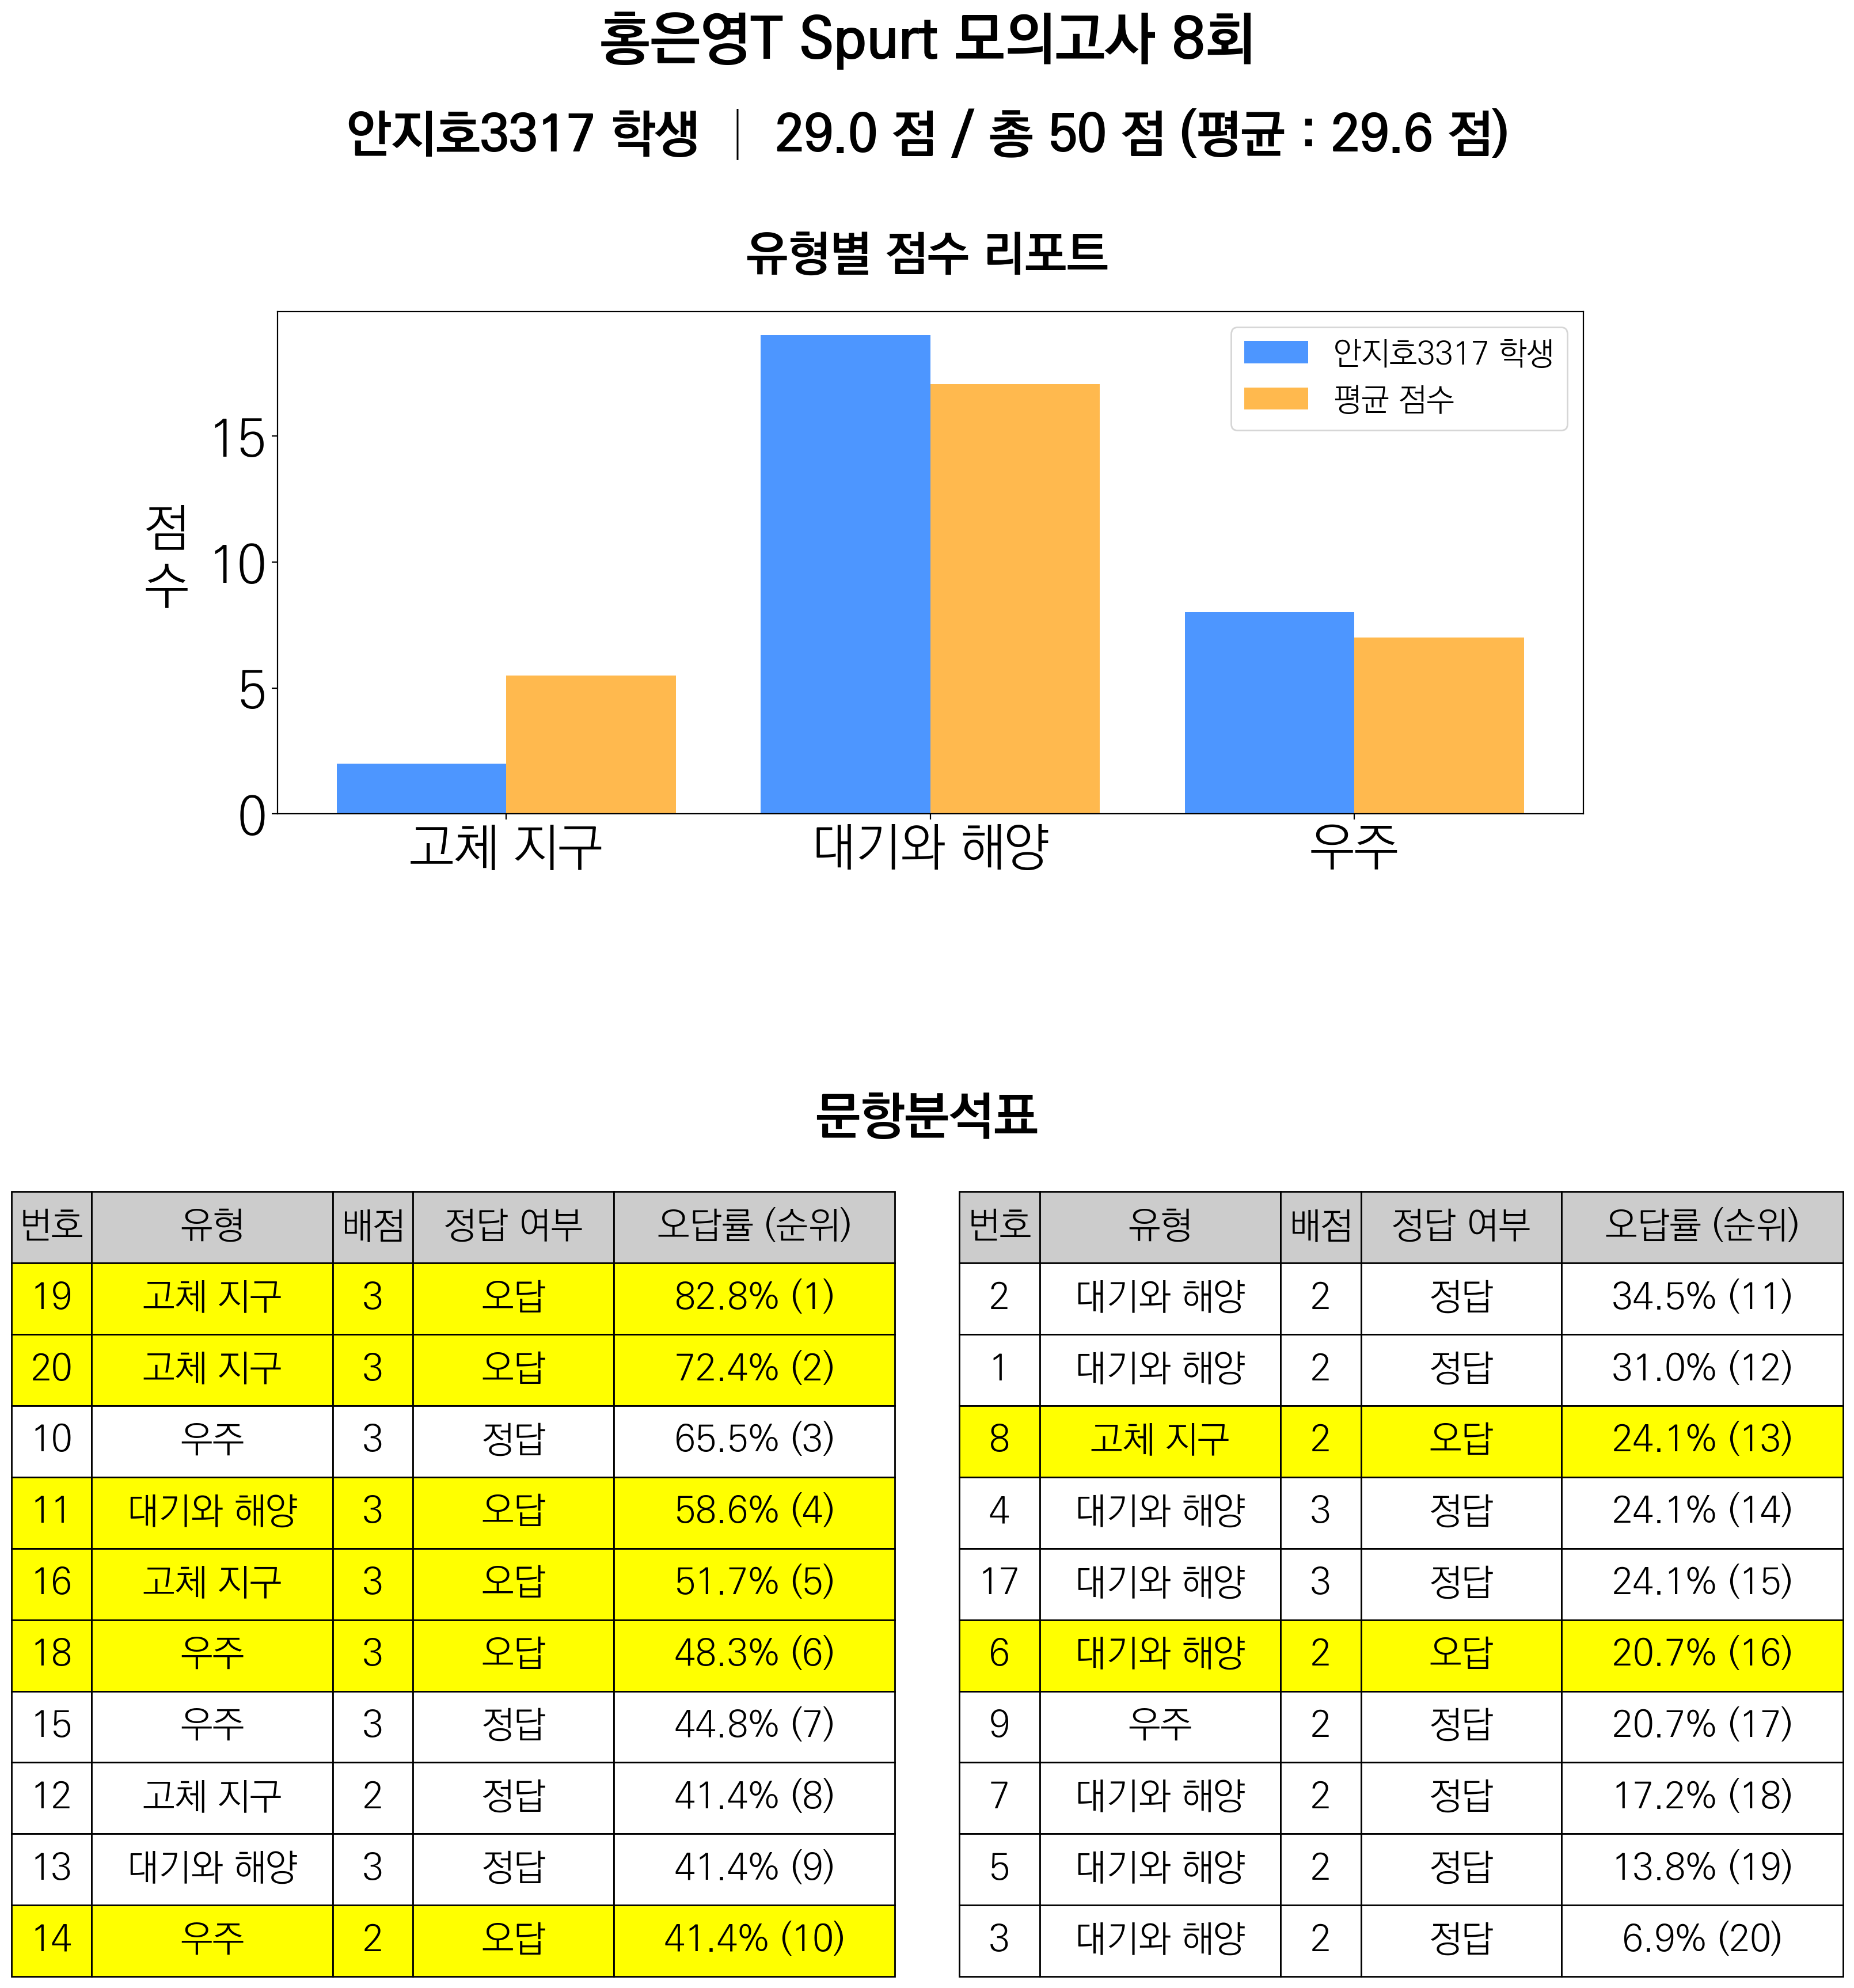 홍은영T Spurt 모의고사 8회
안지호3317 학생 | 29.0 점 / 총 50 점 (평균 : 29.6 점)
유형별 점수 리포트
안지호3317 학생
평균 점수
점수
15
10
5
0
고체 지구 대기와 해양 우주
문항분석표
번호 유형 배점 정답 여부 오답률 (순위)
19 고체 지구 3 오답 82.8% (1)
20 고체 지구 3 오답 72.4% (2)
10 우주 3 정답 65.5% (3)
11 대기와 해양 3 오답 58.6% (4)
16 고체 지구 3 오답 51.7% (5)
18 우주 3 오답 48.3% (6)
15 우주 3 정답 44.8% (7)
12 고체 지구 2 정답 41.4% (8)
13 대기와 해양 3 정답 41.4% (9)
14 우주 2 오답 41.4% (10)
번호 유형 배점 정답 여부 오답률 (순위)
2 대기와 해양 2 정답 34.5% (11)
1 대기와 해양 2 정답 31.0% (12)
8 고체 지구 2 오답 24.1% (13)
4 대기와 해양 3 정답 24.1% (14)
17 대기와 해양 3 정답 24.1% (15)
6 대기와 해양 2 오답 20.7% (16)
9 우주 2 정답 20.7% (17)
7 대기와 해양 2 정답 17.2% (18)
5 대기와 해양 2 정답 13.8% (19)
3 대기와 해양 2 정답 6.9% (20)